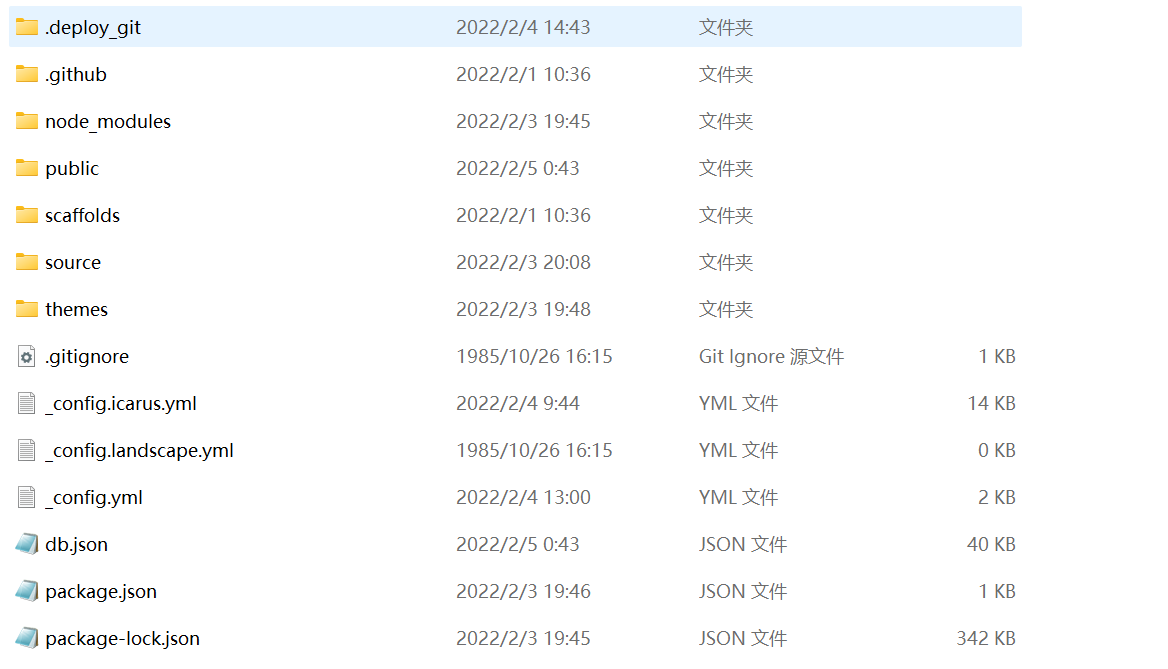 .deploy_git 2022/2/4 14:43 文件夹
.github 2022/2/1 10:36 文件夹
node_modules 2022/2/3 19:45 文件夹
public 2022/2/5 0:43 文件夹
scaffolds 2022/2/1 10:36 文件夹
source 2022/2/3 20:08 文件夹
themes 2022/2/3 19:48 文件夹
.gitignore 1985/10/26 16:15 Git Ignore 源文件 1 KB
_config.icarus.yml 2022/2/4 9:44 YML 文件 14 KB
_config.landscape.yml 1985/10/26 16:15 YML 文件 0 KB
_config.yml 2022/2/4 13:00 YML 文件 2 KB
db.json 2022/2/5 0:43 JSON 文件 40 KB
package.json 2022/2/3 19:46 JSON 文件 1 KB
package-lock.json 2022/2/3 19:45 JSON 文件 342 KB